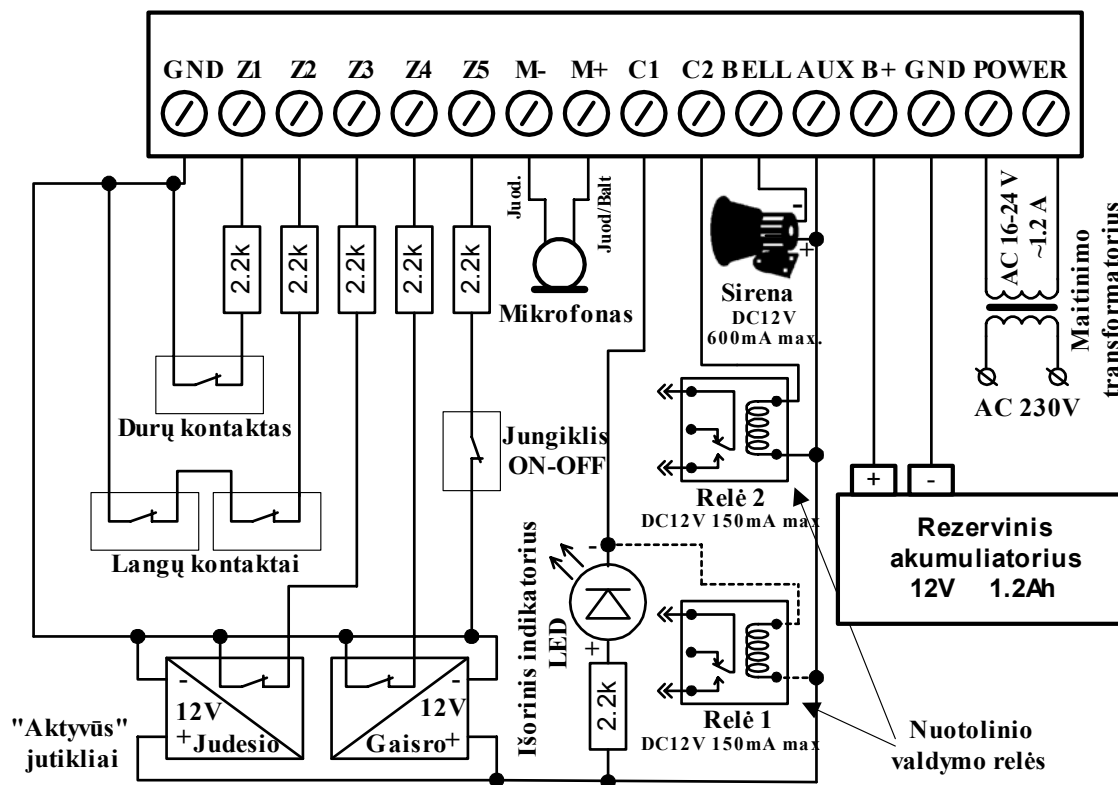 GND Z1 Z2 Z3 Z4 Z5 M- M+ C1 C2 BELL AUX B+ GND POWER
Juod.
Juod/Balt
2.2k
2.2k
2.2k
2.2k
2.2k
Mikrofonas
-
+
Sirena
DC12V
600mA max.
AC 16-24 V
~1.2 A
Maitinimo
transformatorius
AC 230V
Durų kontaktas
Langų kontaktai
Jungiklis
ON-OFF
Relė 2
DC12V 150mA max
+
-
Rezervinis
akumuliatorius
12V 1.2Ah
Išorinis indikatorius
LED
-
+
2.2k
Relė 1
DC12V 150mA max
Nuotolinio
valdymo relės
"Aktyvūs"
jutikliai
-
12V
+
Judesio
-
12V
Gaisro
+